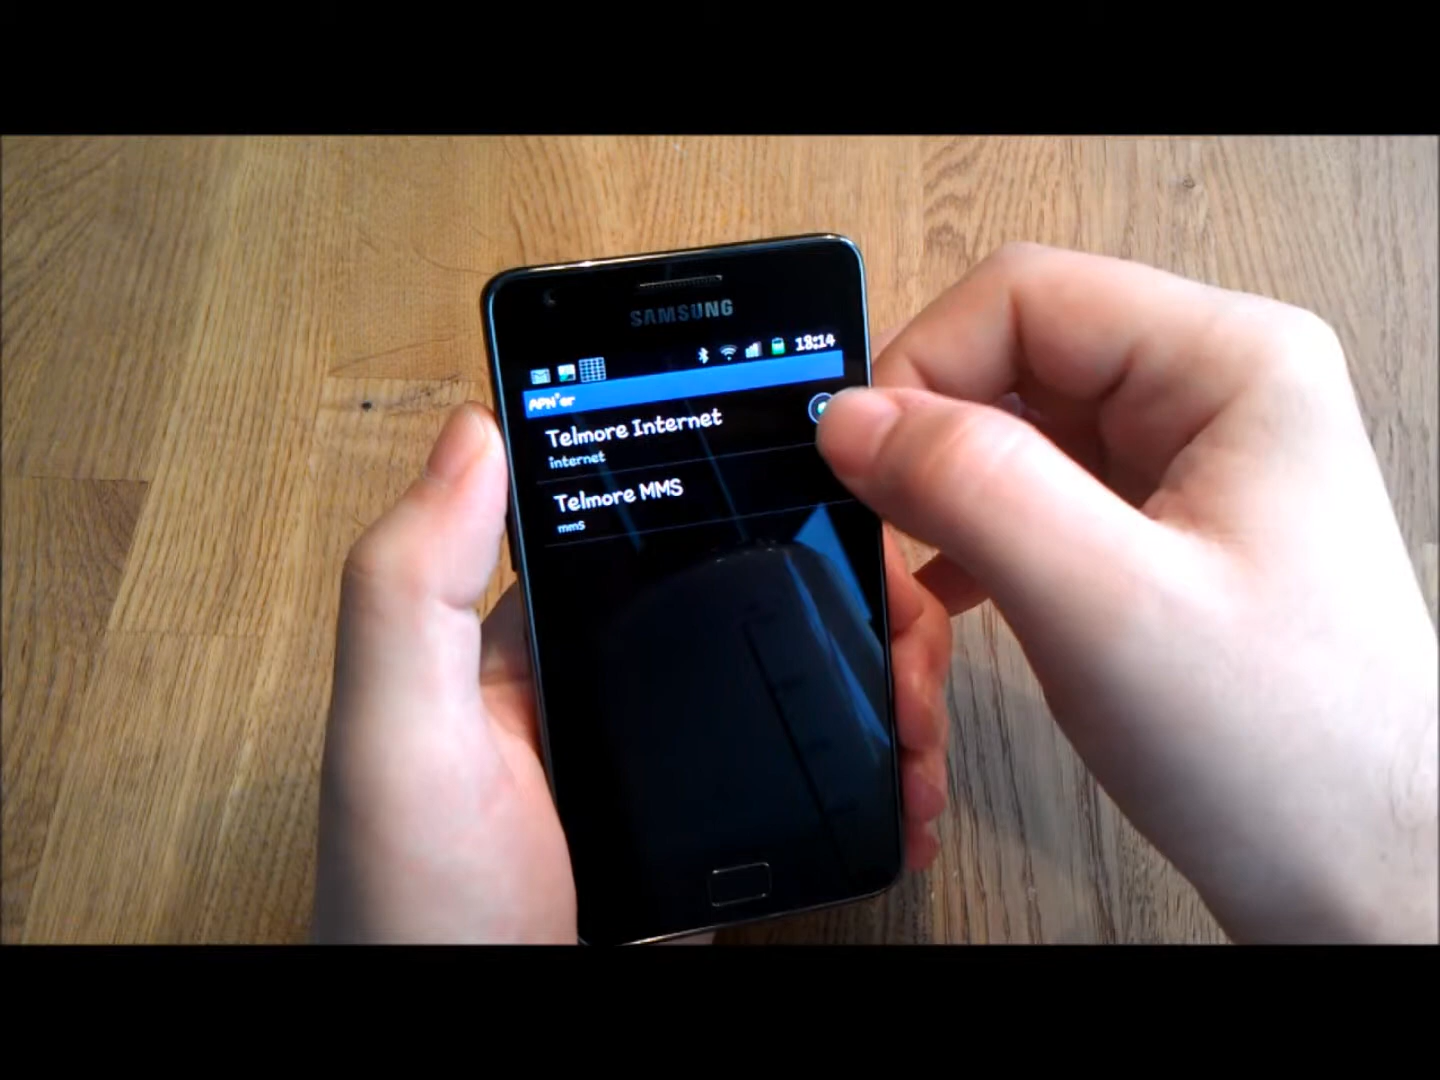 SAMSUNG
18:14
APN'er
Telmore Internet
internet
Telmore MMS
mms